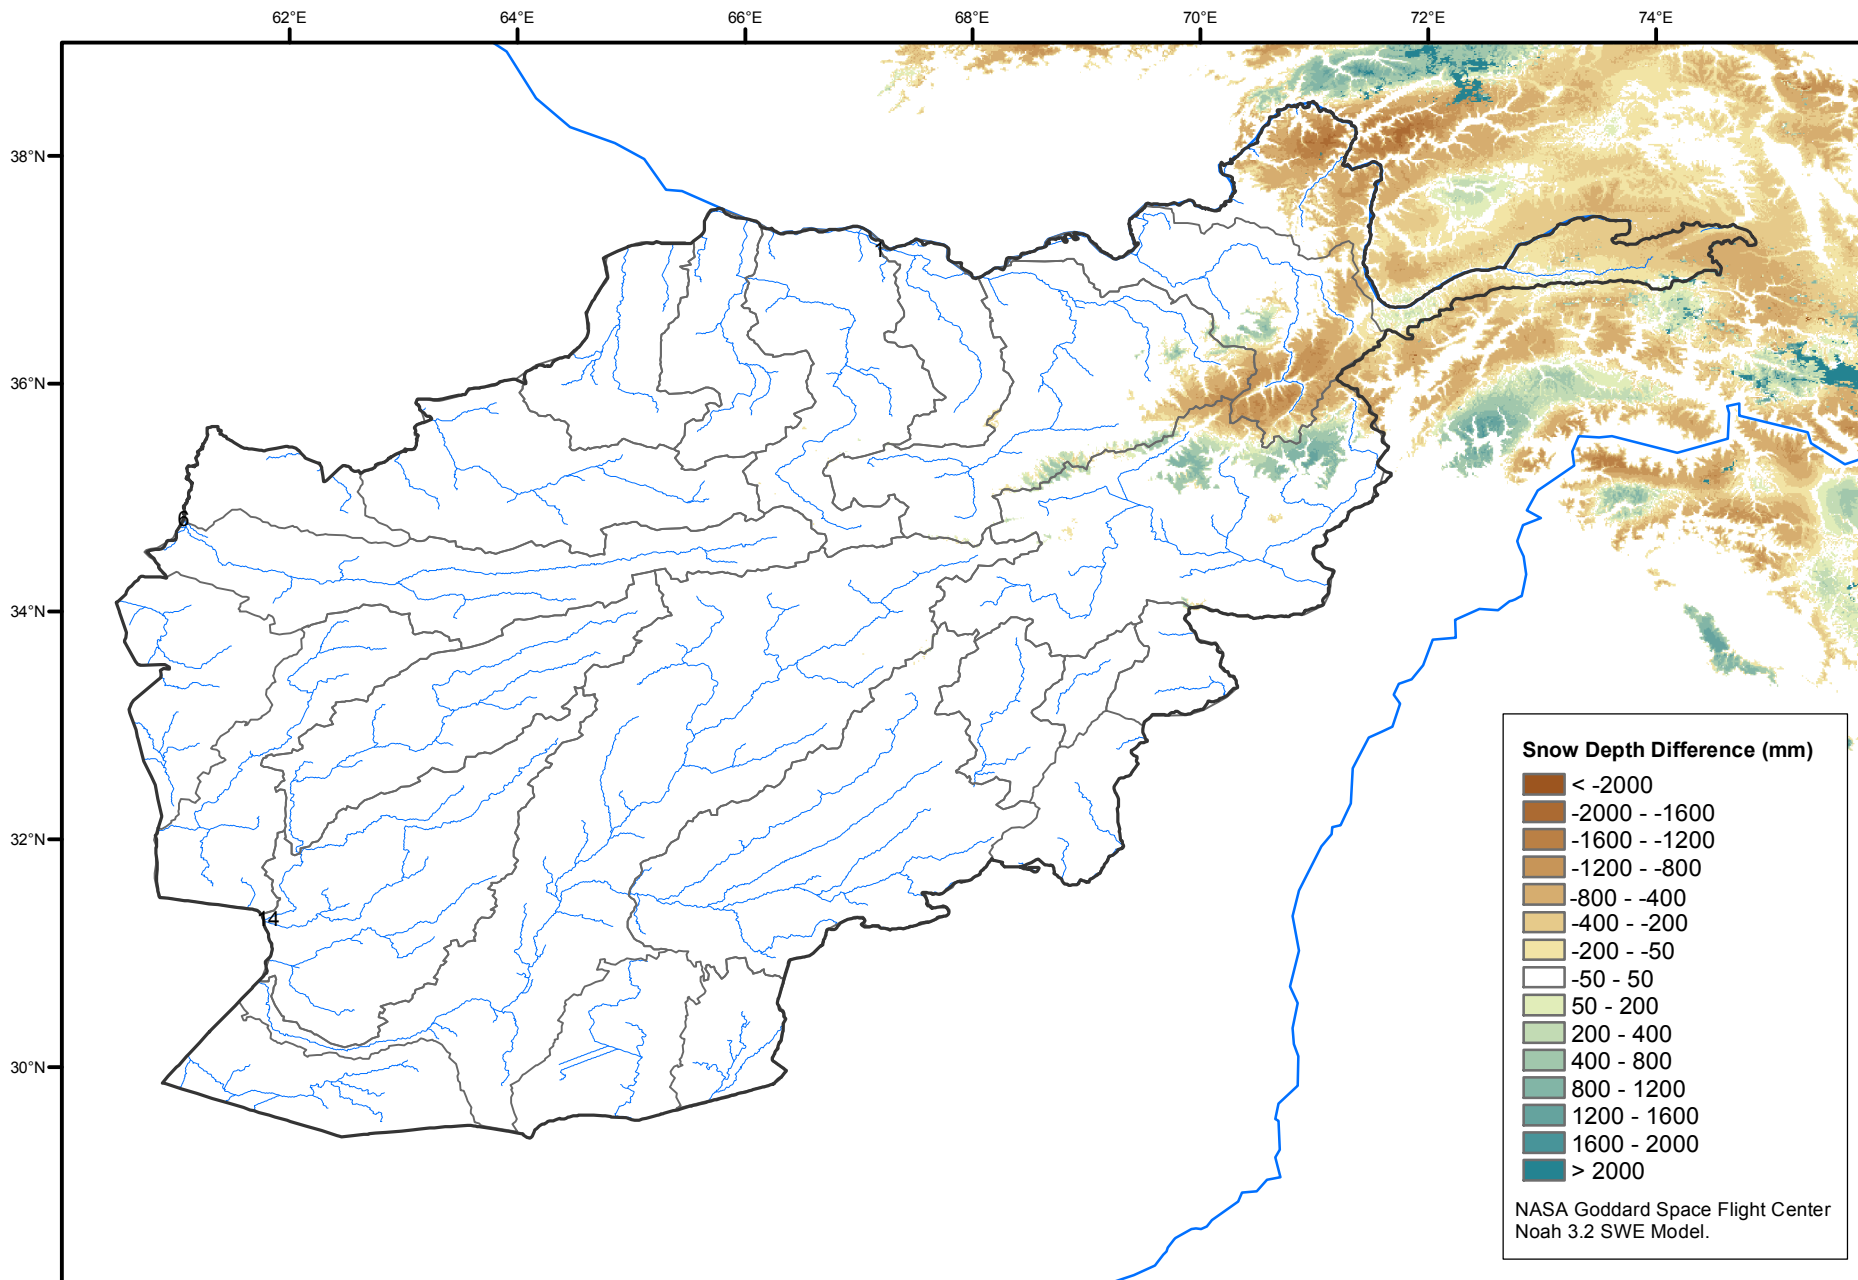 62°E 64°E 66°E 68°E 70°E 72°E 74°E
38°N
1
36°N
6
34°N
32°N
14
30°N
Snow Depth Difference (mm)
< -2000
-2000 - -1600
-1600 - -1200
-1200 - -800
-800 - -400
-400 - -200
-200 - -50
-50 - 50
50 - 200
200 - 400
400 - 800
800 - 1200
1200 - 1600
1600 - 2000
> 2000
NASA Goddard Space Flight Center
Noah 3.2 SWE Model.